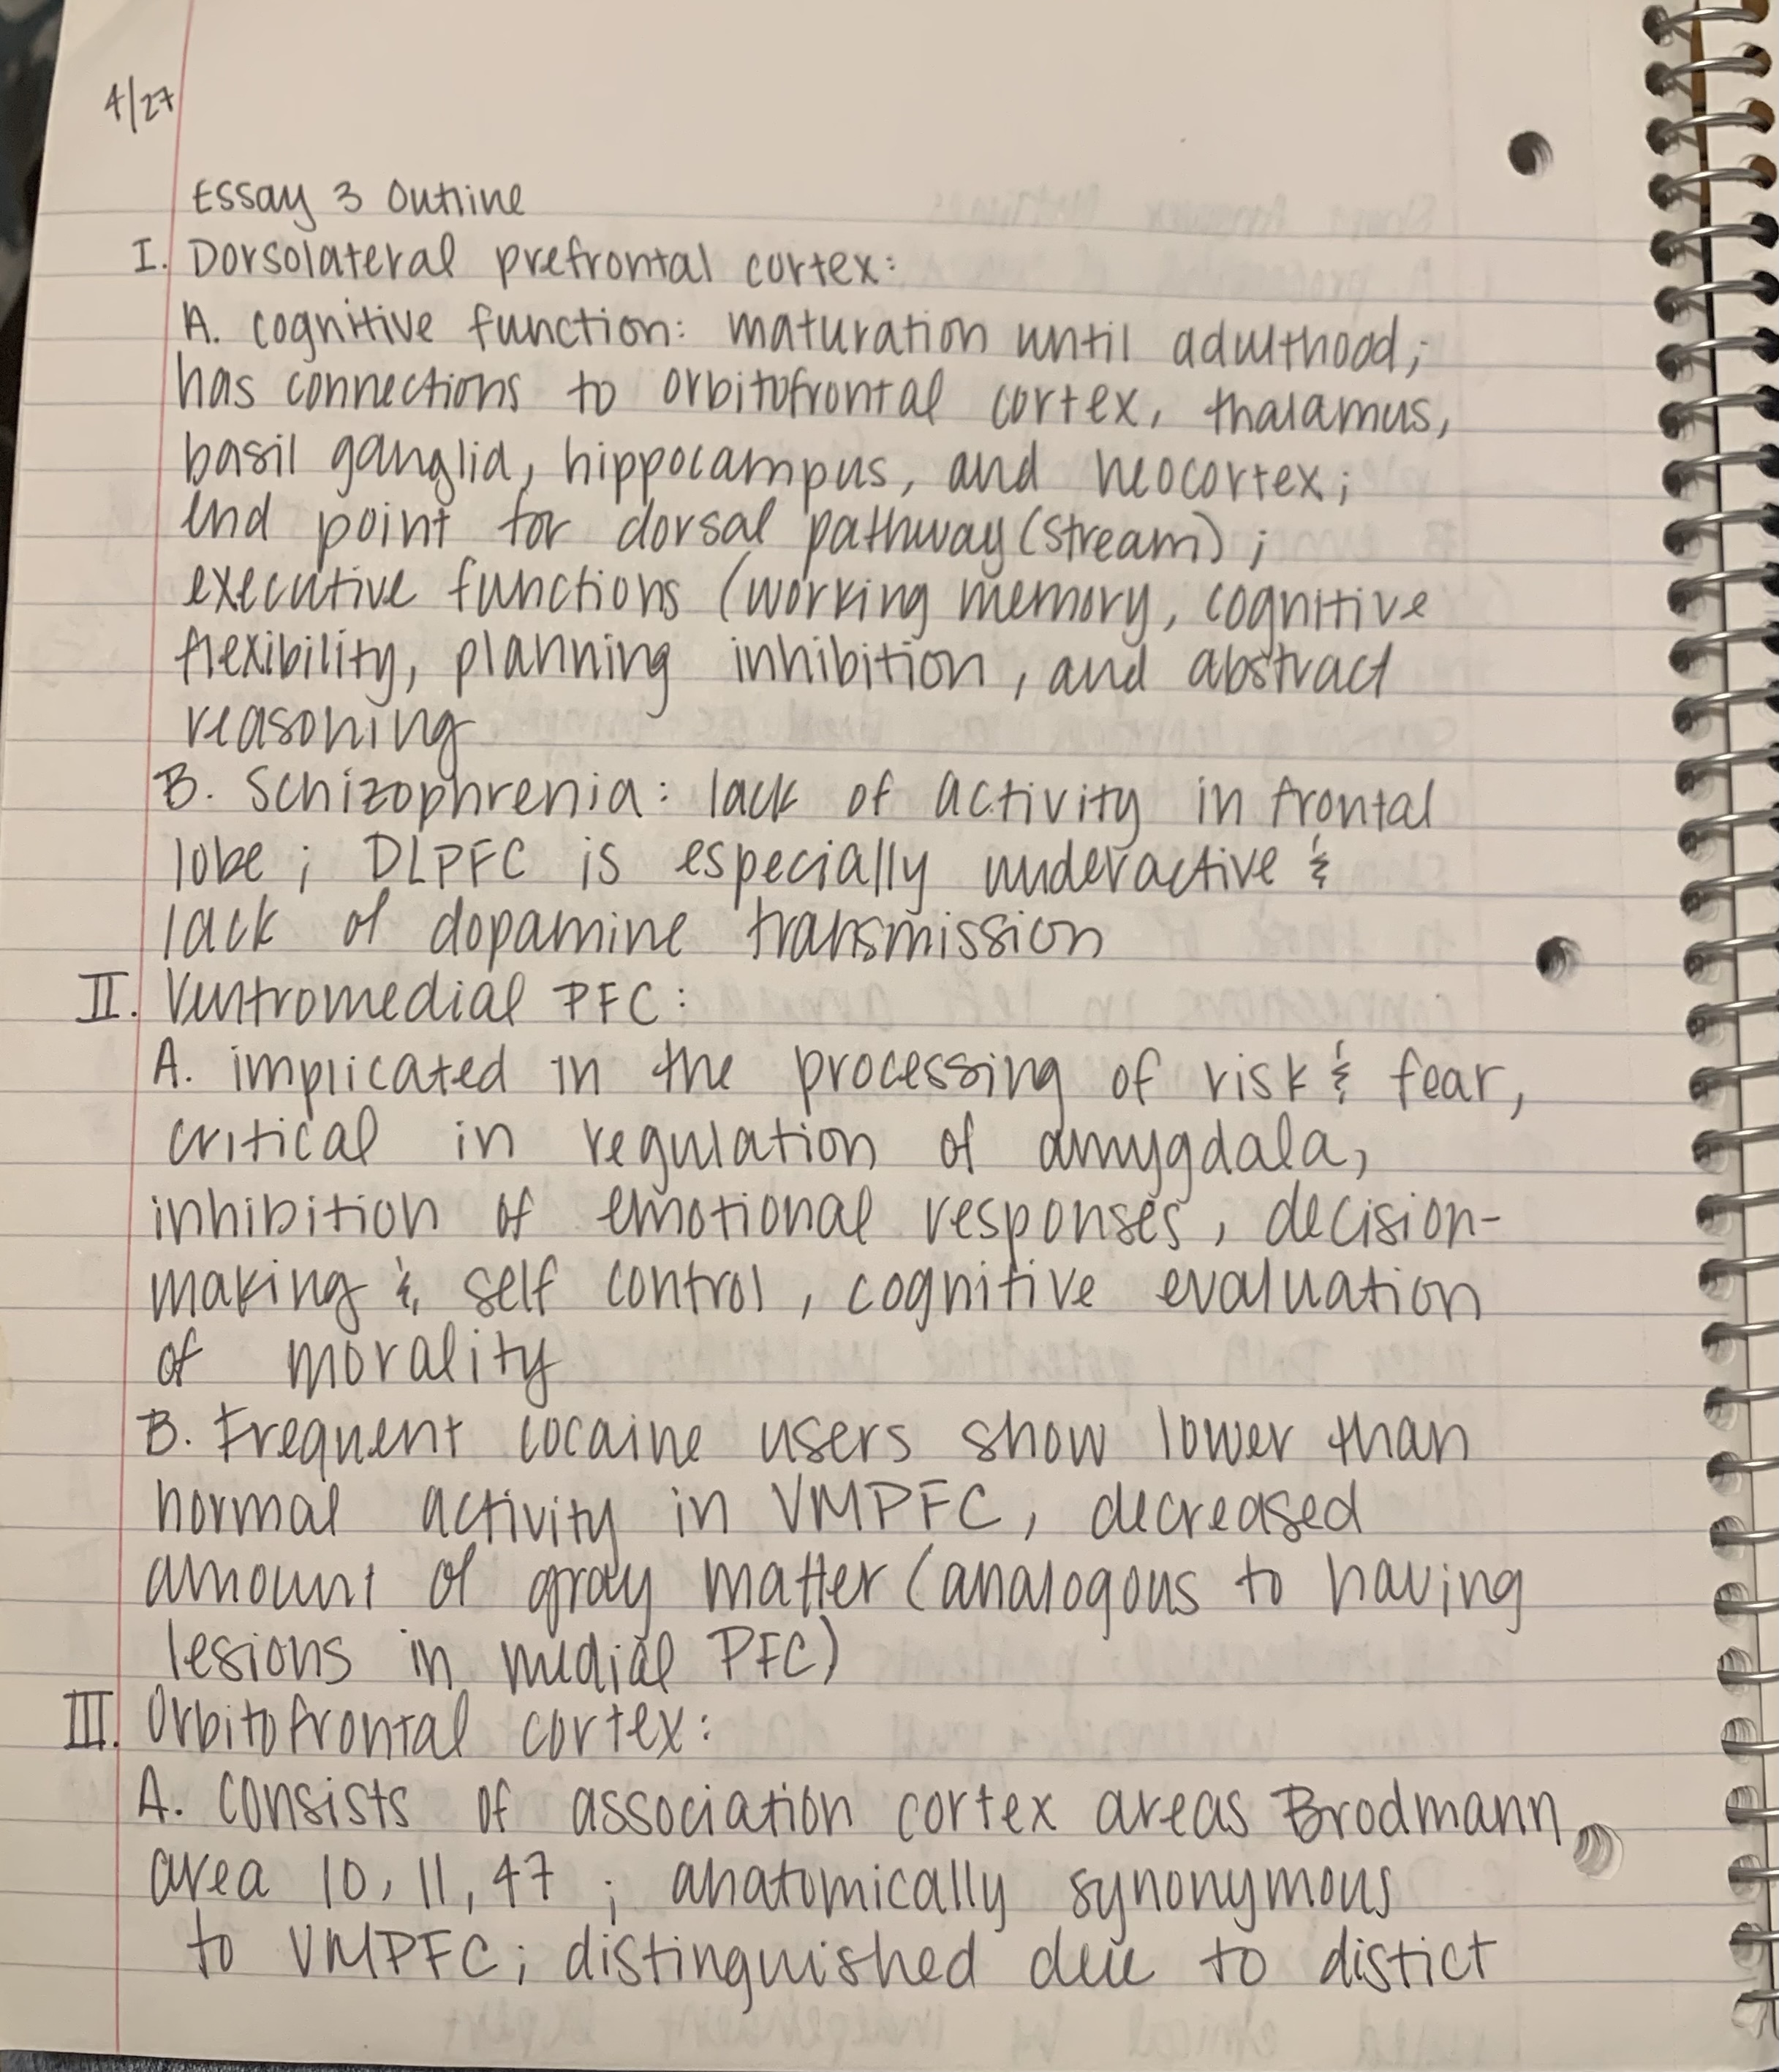 4/27
Essay 3 Outline
I. Dorsolateral prefrontal cortex:
A. cognitive function: maturation until adulthood;
has connections to orbitofrontal cortex, thalamus,
basil ganglia, hippocampus, and neocortex;
end point for dorsal pathway (stream);
executive functions (working memory, cognitive
flexibility, planning inhibition, and abstract
reasoning
B. Schizophrenia: lack of activity in frontal
lobe; DLPFC is especially underactive &
lack of dopamine transmission
II. Ventromedial PFC:
A. implicated in the processing of risk & fear,
critical in regulation of amygdala,
inhibition of emotional responses, decision-
making & self control, cognitive evaluation
of morality
B. Frequent cocaine users show lower than
normal activity in VMPFC, decreased
amount of gray matter (analogous to having
lesions in medial PFC)
III. Orbitofrontal cortex:
A. Consists of association cortex areas Brodmann
area 10, 11, 47; anatomically synonymous
to VMPFC; distinguished due to distict